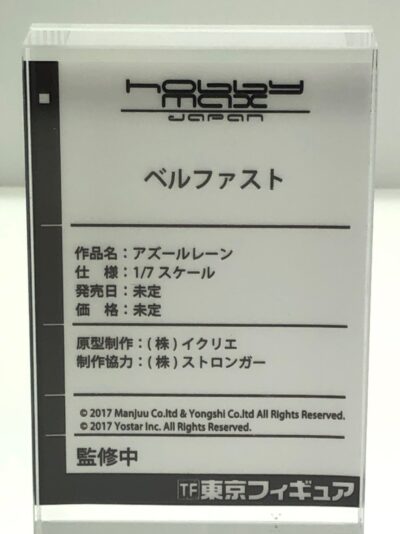 hobby
max
JAPAN
ベルファスト
作品名：アズールレーン
仕　様：1/7 スケール
発売日：未定
価　格：未定
原型制作：(株) イクリエ
制作協力：(株) ストロンガー
© 2017 Manjuu Co.ltd & Yongshi Co.ltd All Rights Reserved.
© 2017 Yostar Inc. All Rights Reserved.
監修中
TF 東京フィギュア